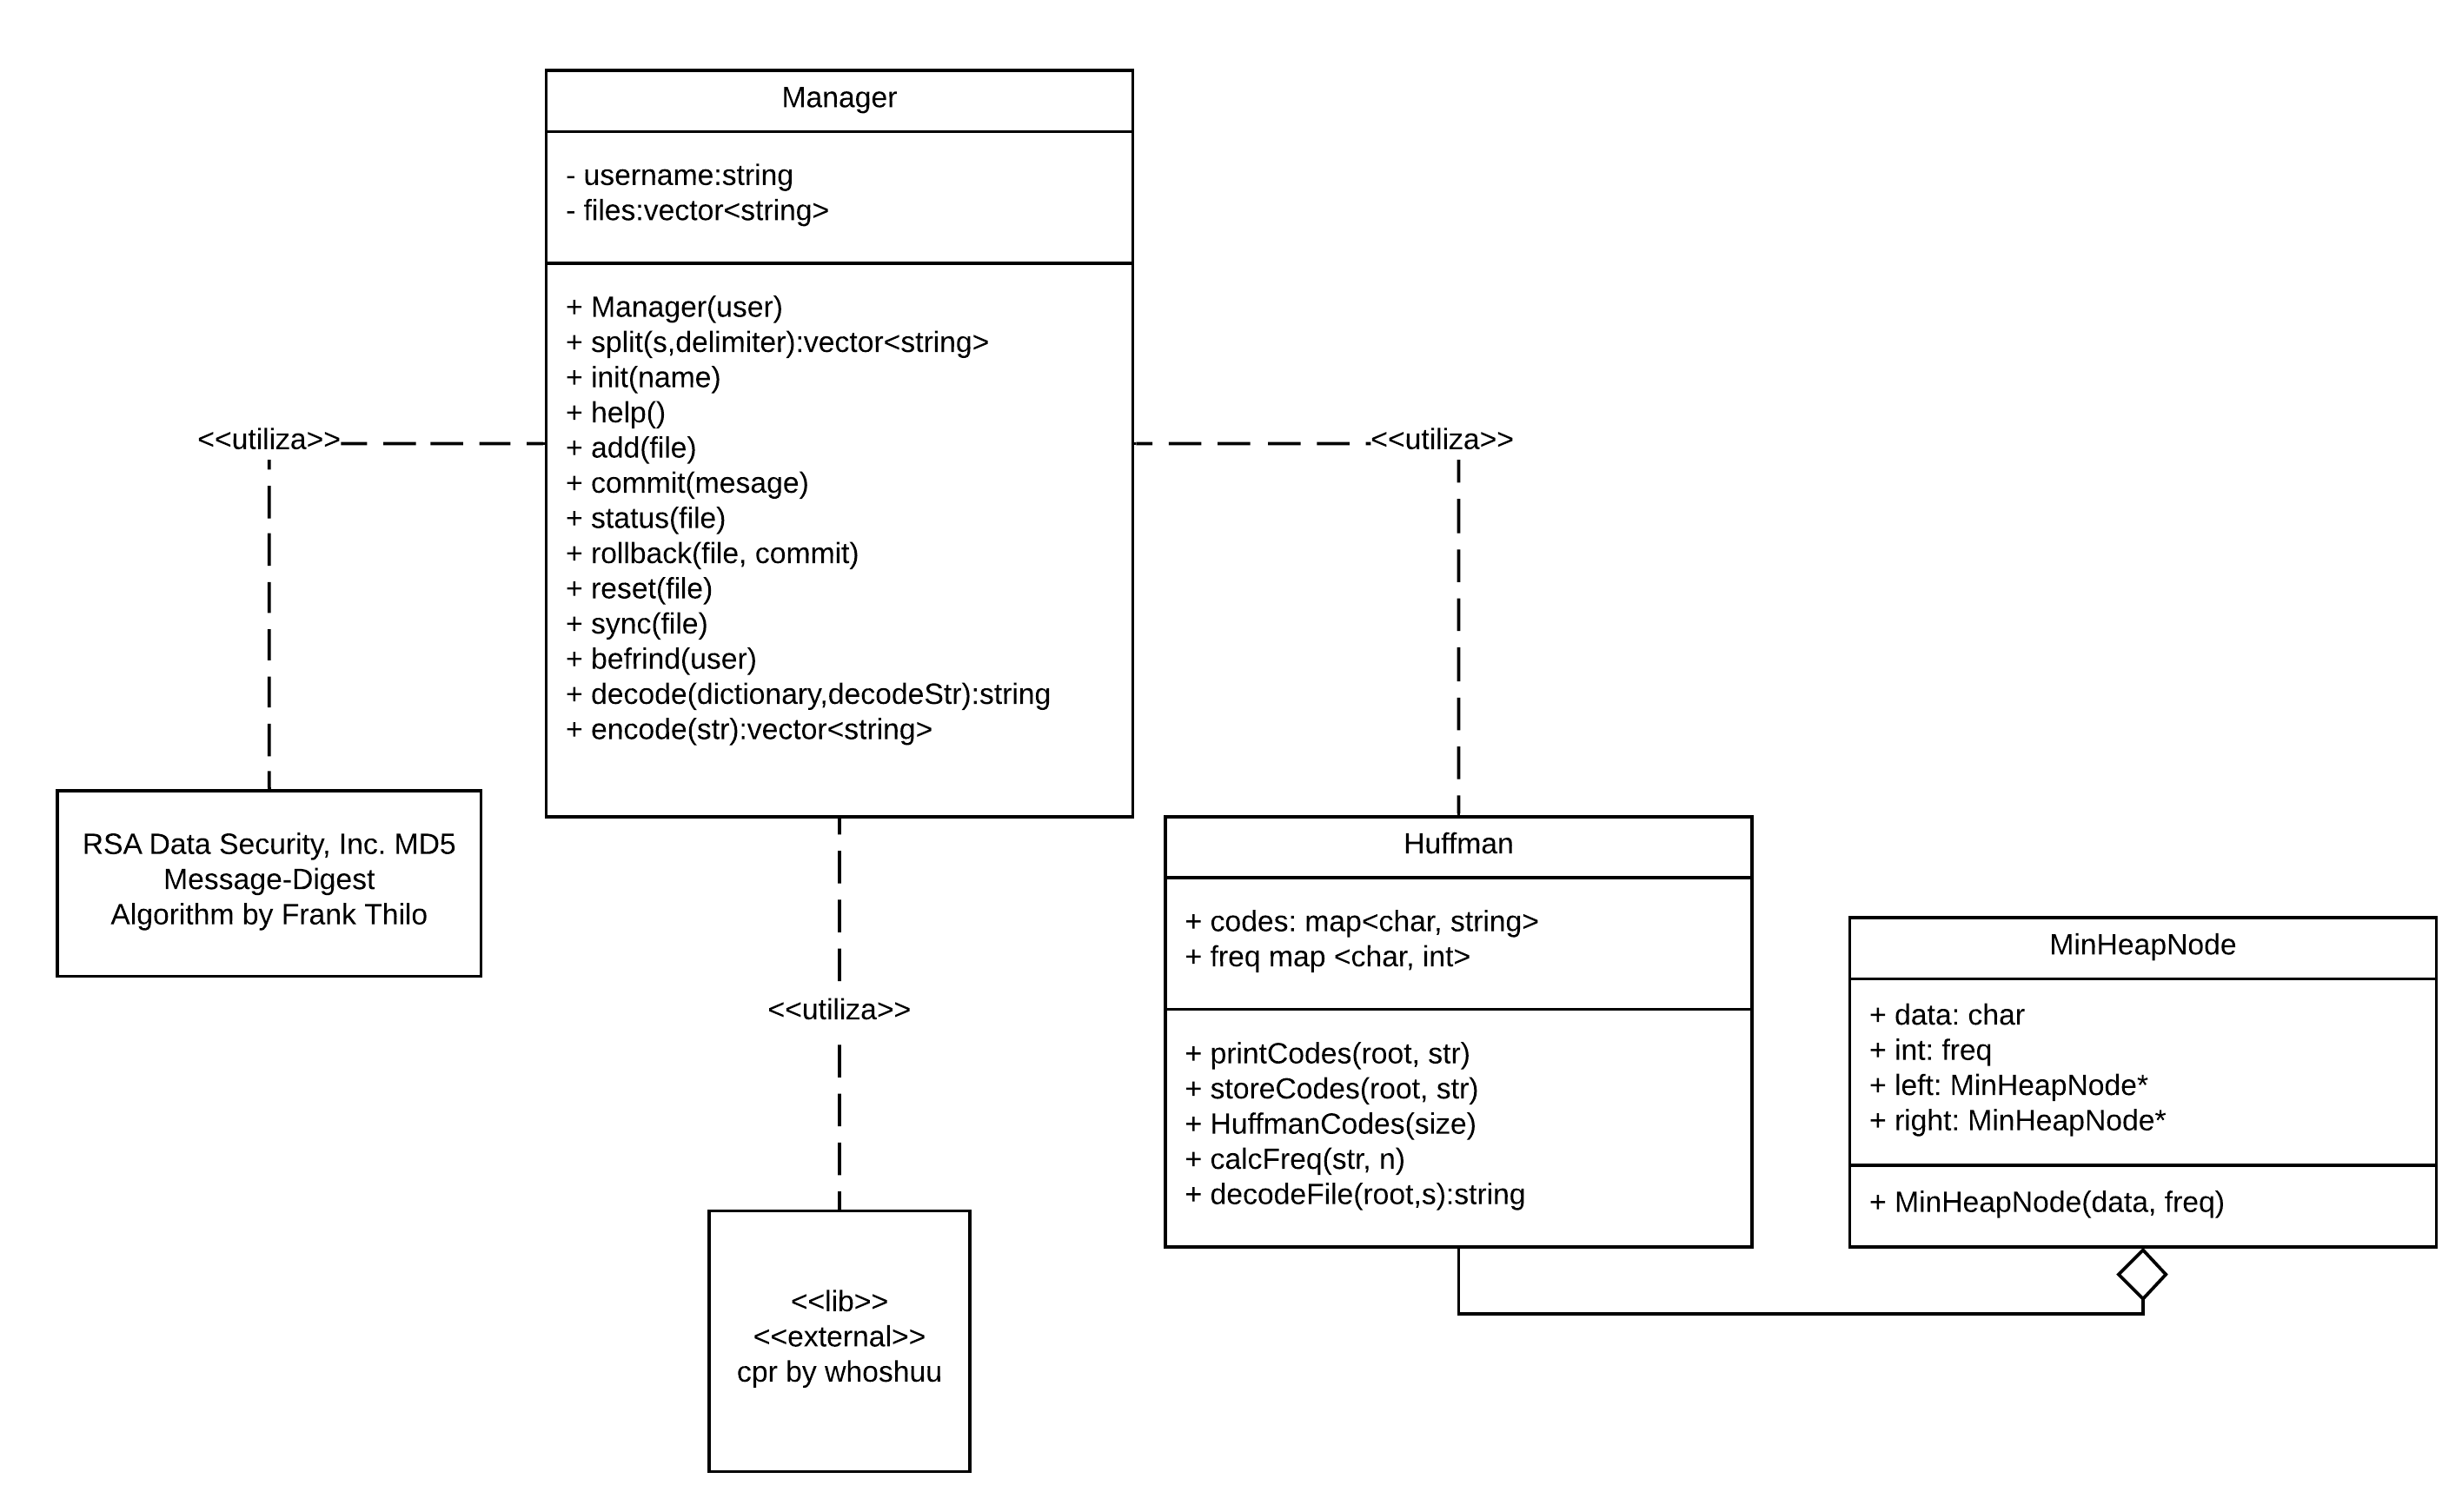 Manager
- username:string
- files:vector<string>
+ Manager(user)
+ split(s,delimiter):vector<string>
+ init(name)
+ help()
+ add(file)
+ commit(mesage)
+ status(file)
+ rollback(file, commit)
+ reset(file)
+ sync(file)
+ befrind(user)
+ decode(dictionary,decodeStr):string
+ encode(str):vector<string>
<<utiliza>>
<<utiliza>>
RSA Data Security, Inc. MD5
Message-Digest
Algorithm by Frank Thilo
<<utiliza>>
<<lib>>
<<external>>
cpr by whoshuu
Huffman
+ codes: map<char, string>
+ freq map <char, int>
+ printCodes(root, str)
+ storeCodes(root, str)
+ HuffmanCodes(size)
+ calcFreq(str, n)
+ decodeFile(root,s):string
MinHeapNode
+ data: char
+ int: freq
+ left: MinHeapNode*
+ right: MinHeapNode*
+ MinHeapNode(data, freq)